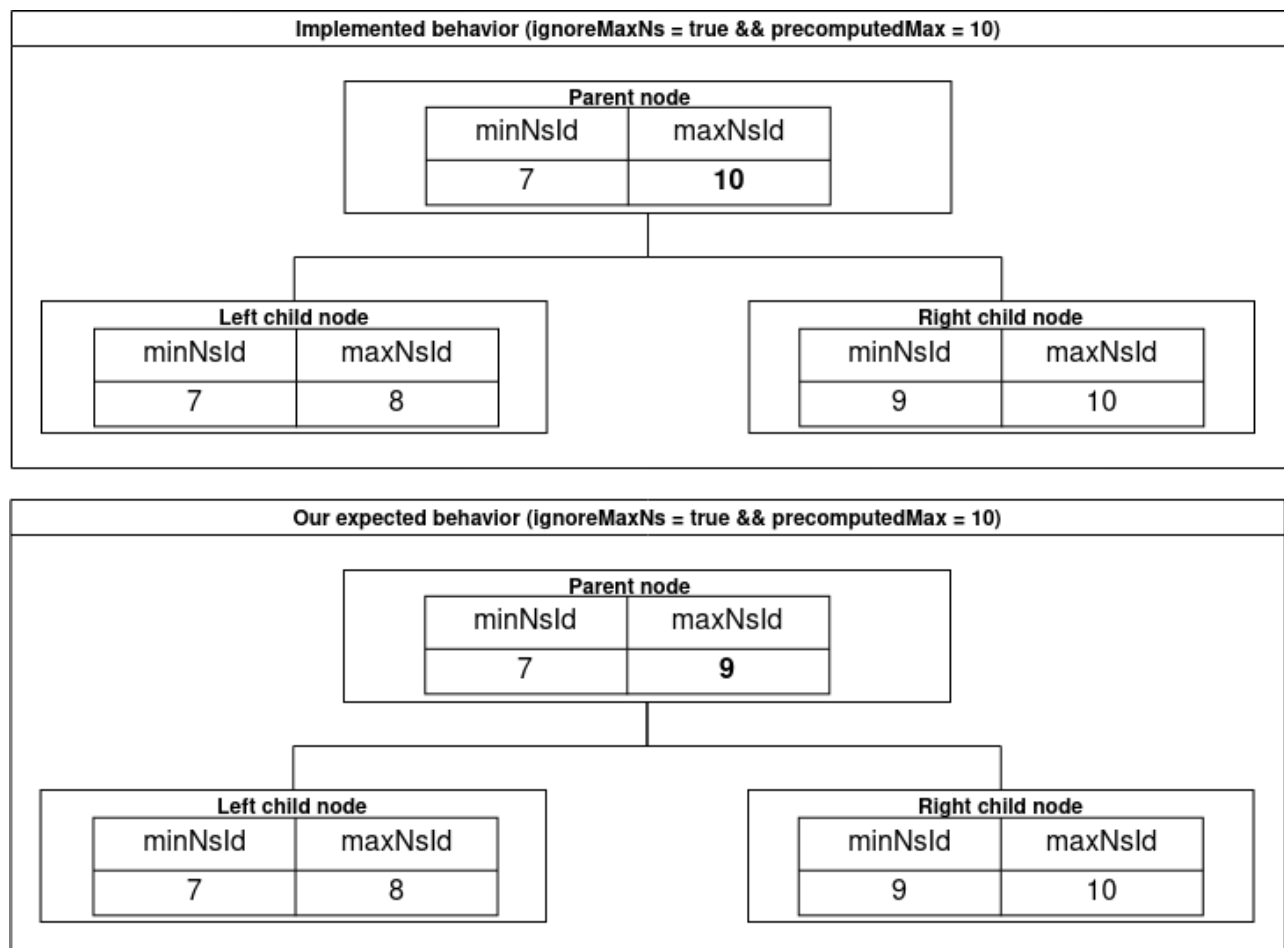 Implemented behavior (ignoreMaxNs = true && precomputedMax = 10)
Parent node
minNsId maxNsId
7 10
Left child node
minNsId maxNsId
7 8
Right child node
minNsId maxNsId
9 10
Our expected behavior (ignoreMaxNs = true && precomputedMax = 10)
Parent node
minNsId maxNsId
7 9
Left child node
minNsId maxNsId
7 8
Right child node
minNsId maxNsId
9 10